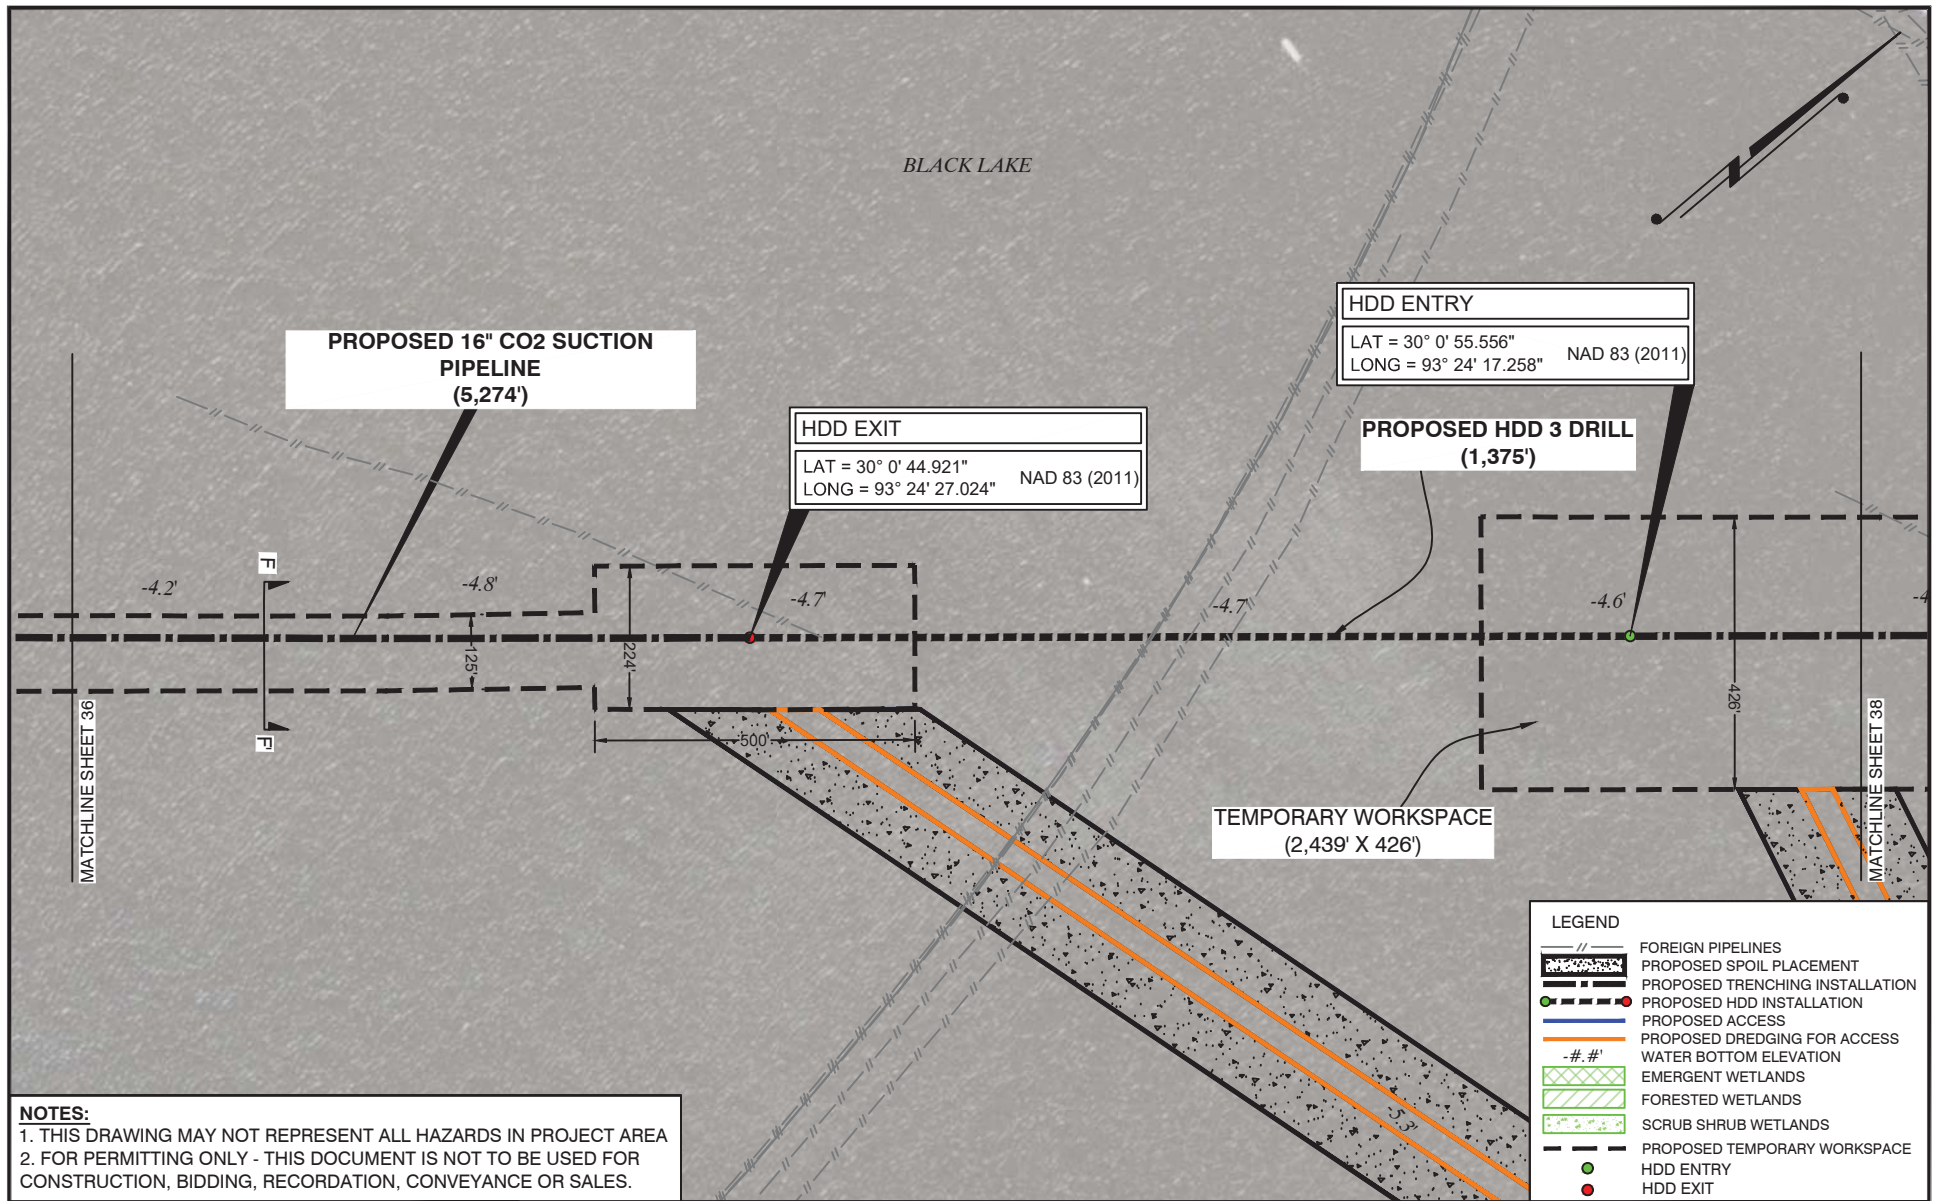 BLACK LAKE
HDD ENTRY
LAT = 30° 0' 55.556"
LONG = 93° 24' 17.258"
NAD 83 (2011)
PROPOSED 16" CO2 SUCTION
PIPELINE
(5,274')
HDD EXIT
LAT = 30° 0' 44.921"
LONG = 93° 24' 27.024"
NAD 83 (2011)
PROPOSED HDD 3 DRILL
(1,375')
F
-4.2'
-4.8'
-4.7'
-4.7'
-4.6'
125'
224'
426'
F'
500'
MATCHLINE SHEET 36
MATCHLINE SHEET 38
TEMPORARY WORKSPACE
(2,439' X 426')
-5.3'
LEGEND
FOREIGN PIPELINES
PROPOSED SPOIL PLACEMENT
PROPOSED TRENCHING INSTALLATION
PROPOSED HDD INSTALLATION
PROPOSED ACCESS
PROPOSED DREDGING FOR ACCESS
-#.#' WATER BOTTOM ELEVATION
EMERGENT WETLANDS
FORESTED WETLANDS
SCRUB SHRUB WETLANDS
PROPOSED TEMPORARY WORKSPACE
HDD ENTRY
HDD EXIT
NOTES:
1. THIS DRAWING MAY NOT REPRESENT ALL HAZARDS IN PROJECT AREA
2. FOR PERMITTING ONLY - THIS DOCUMENT IS NOT TO BE USED FOR
CONSTRUCTION, BIDDING, RECORDATION, CONVEYANCE OR SALES.